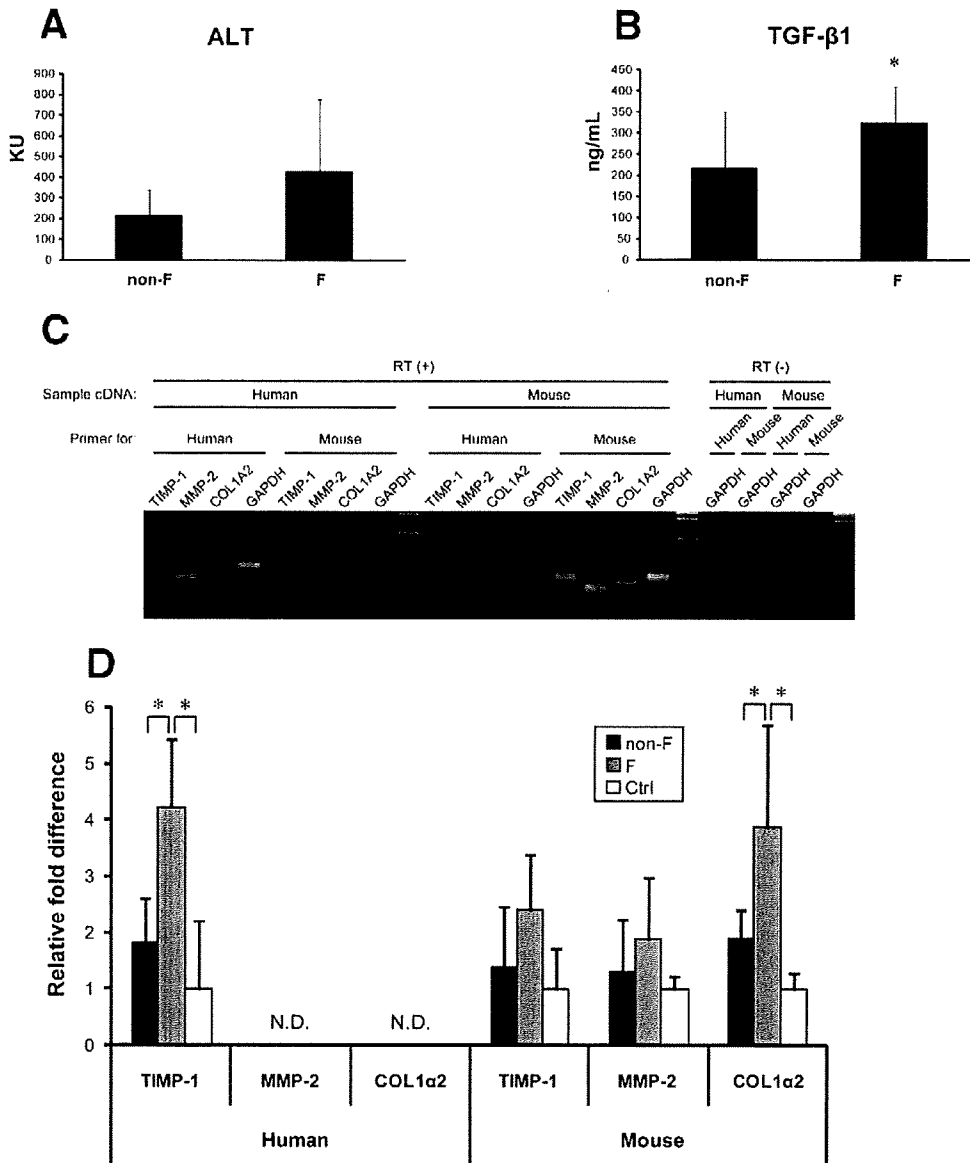 A
ALT
900
800
700
600
500
400
300
200
100
0
KU
non-F
F
B
TGF-β1
*
450
400
350
300
250
200
150
100
50
0
ng/mL
non-F
F
C
RT (+)
RT (-)
Sample cDNA:
Human
Mouse
Human
Mouse
Primer for:
Human
Mouse
Human
Mouse
Human
Mouse
Human
Mouse
TIMP-1
MMP-2
COL1A2
GAPDH
TIMP-1
MMP-2
COL1A2
GAPDH
TIMP-1
MMP-2
COL1A2
GAPDH
TIMP-1
MMP-2
COL1A2
GAPDH
GAPDH
GAPDH
GAPDH
GAPDH
D
* *
* *
non-F
F
Ctrl
Relative fold difference
6
5
4
3
2
1
0
N.D.
N.D.
TIMP-1
MMP-2
COL1α2
TIMP-1
MMP-2
COL1α2
Human
Mouse